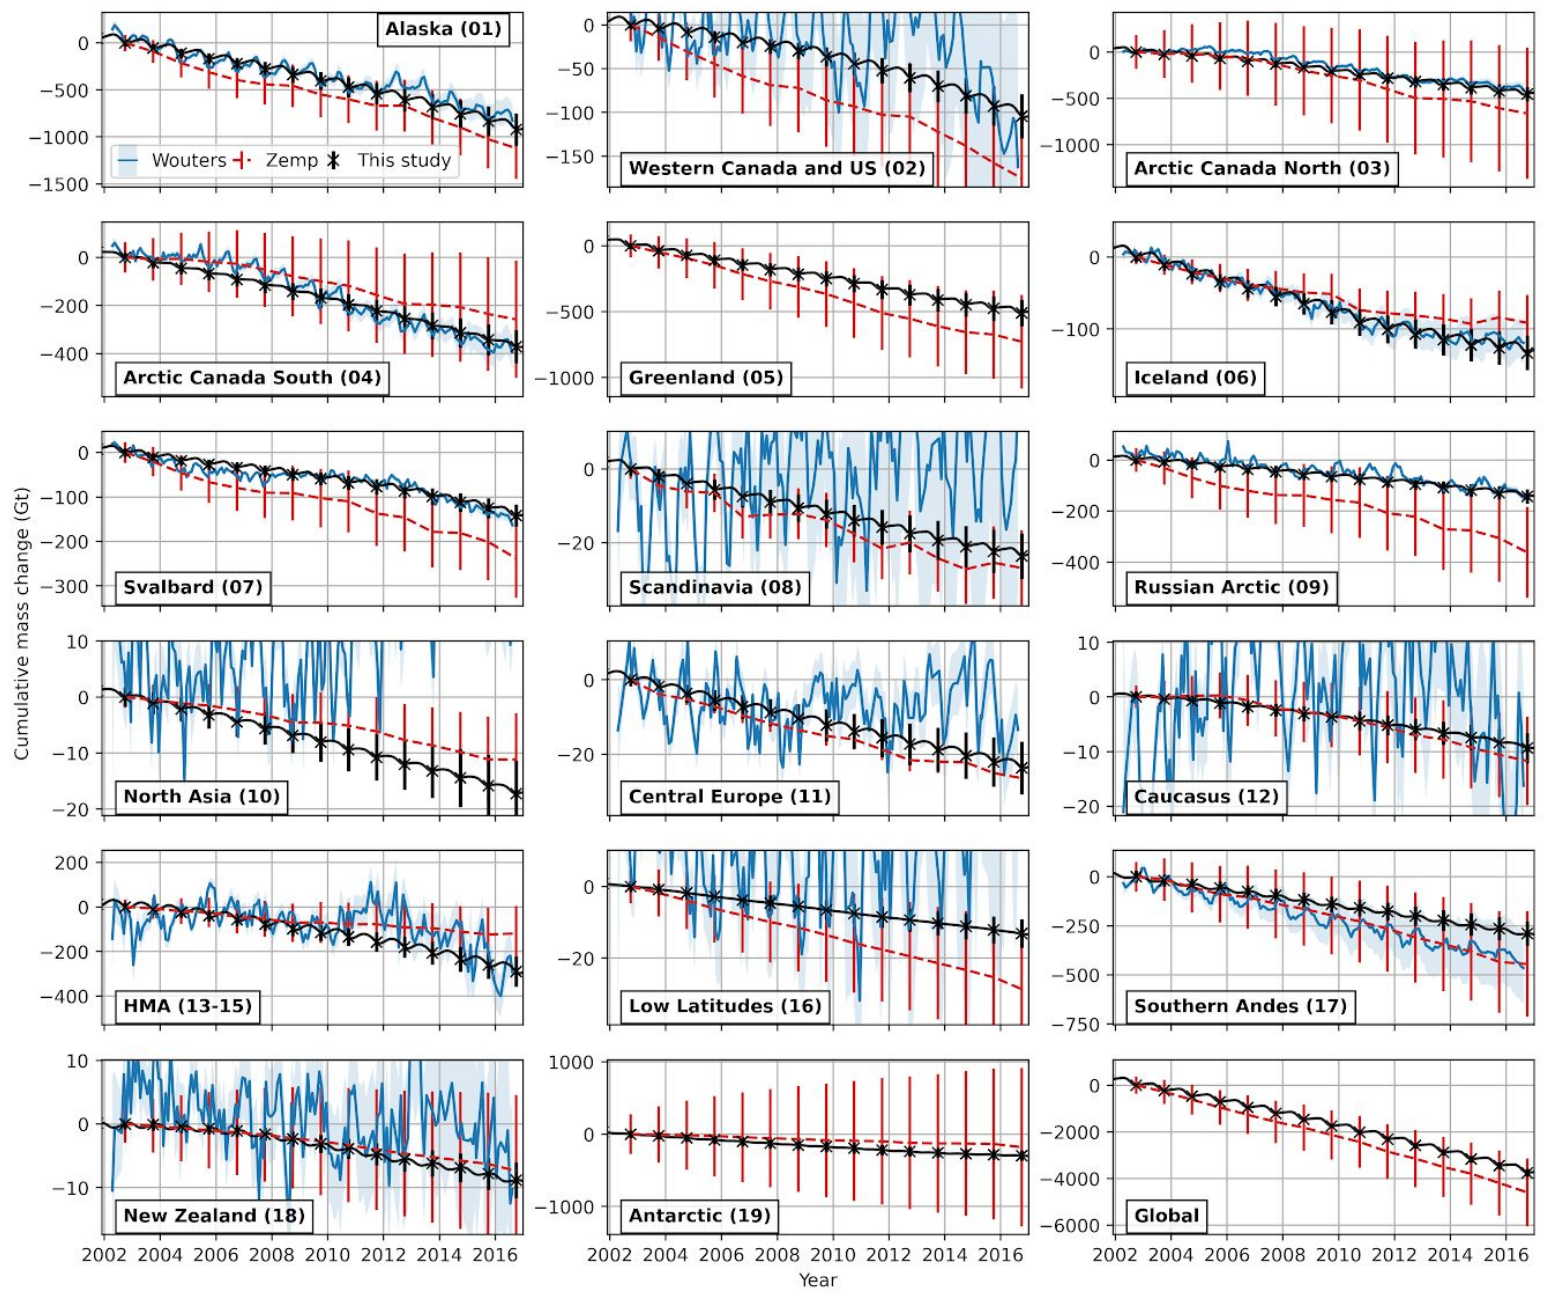 Cumulative mass change (Gt)
Alaska (01)
0
−500
−1000
−1500
Wouters Zemp This study
Western Canada and US (02)
0
−50
−100
−150
Arctic Canada North (03)
0
−500
−1000
Arctic Canada South (04)
0
−200
−400
Greenland (05)
0
−500
−1000
Iceland (06)
0
−100
Svalbard (07)
0
−100
−200
−300
Scandinavia (08)
0
−20
Russian Arctic (09)
0
−200
−400
North Asia (10)
10
0
−10
−20
Central Europe (11)
0
−20
Caucasus (12)
10
0
−10
−20
HMA (13-15)
200
0
−200
−400
Low Latitudes (16)
0
−20
Southern Andes (17)
0
−250
−500
−750
New Zealand (18)
10
0
−10
Antarctic (19)
1000
0
−1000
Global
0
−2000
−4000
−6000
2002 2004 2006 2008 2010 2012 2014 2016
2002 2004 2006 2008 2010 2012 2014 2016
2002 2004 2006 2008 2010 2012 2014 2016
Year